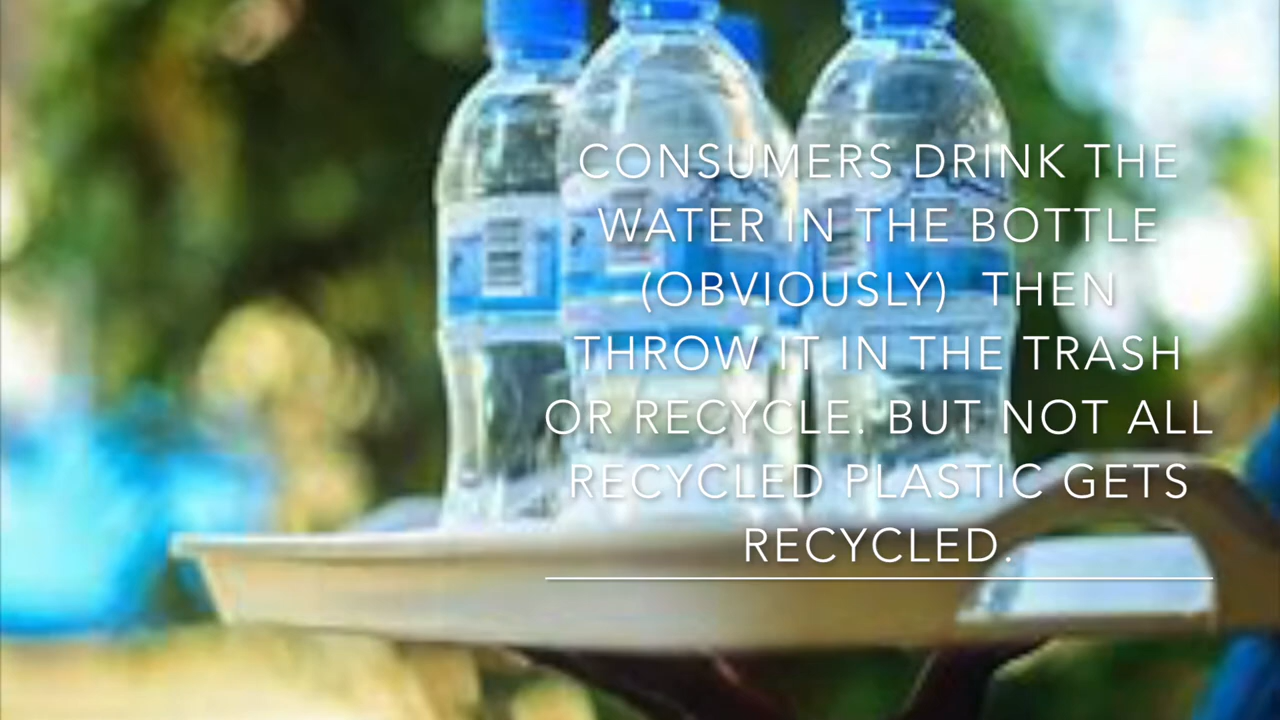 CONSUMERS DRINK THE
WATER IN THE BOTTLE
(OBVIOUSLY) THEN
THROW IT IN THE TRASH
OR RECYCLE. BUT NOT ALL
RECYCLED PLASTIC GETS
RECYCLED.